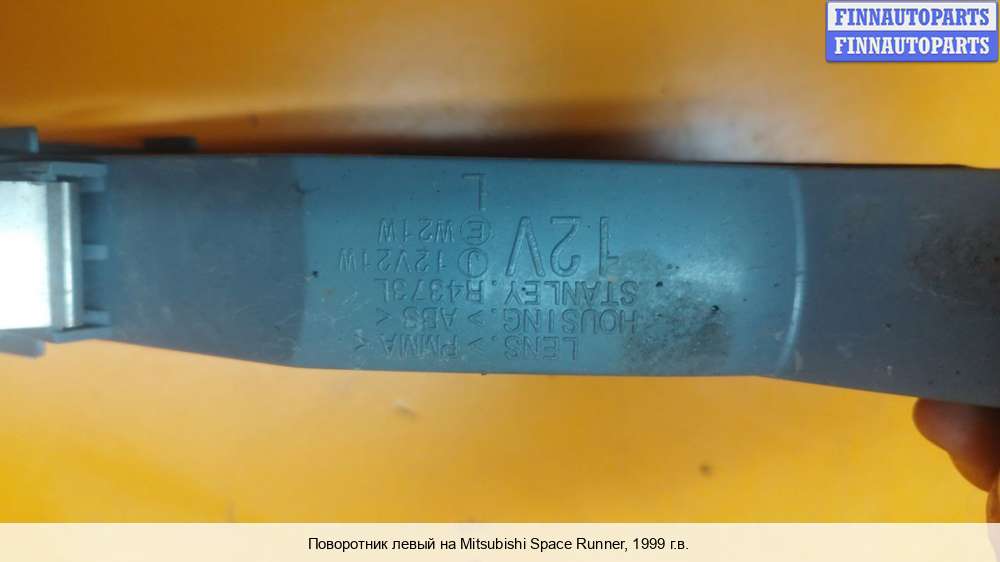 FINNAUTOPARTS
FINNAUTOPARTS
LENS. > PMMA <
HOUSING. > ABS <
STANLEY. R4373L
12V
J 12V21W
E W21W
L
Поворотник левый на Mitsubishi Space Runner, 1999 г.в.